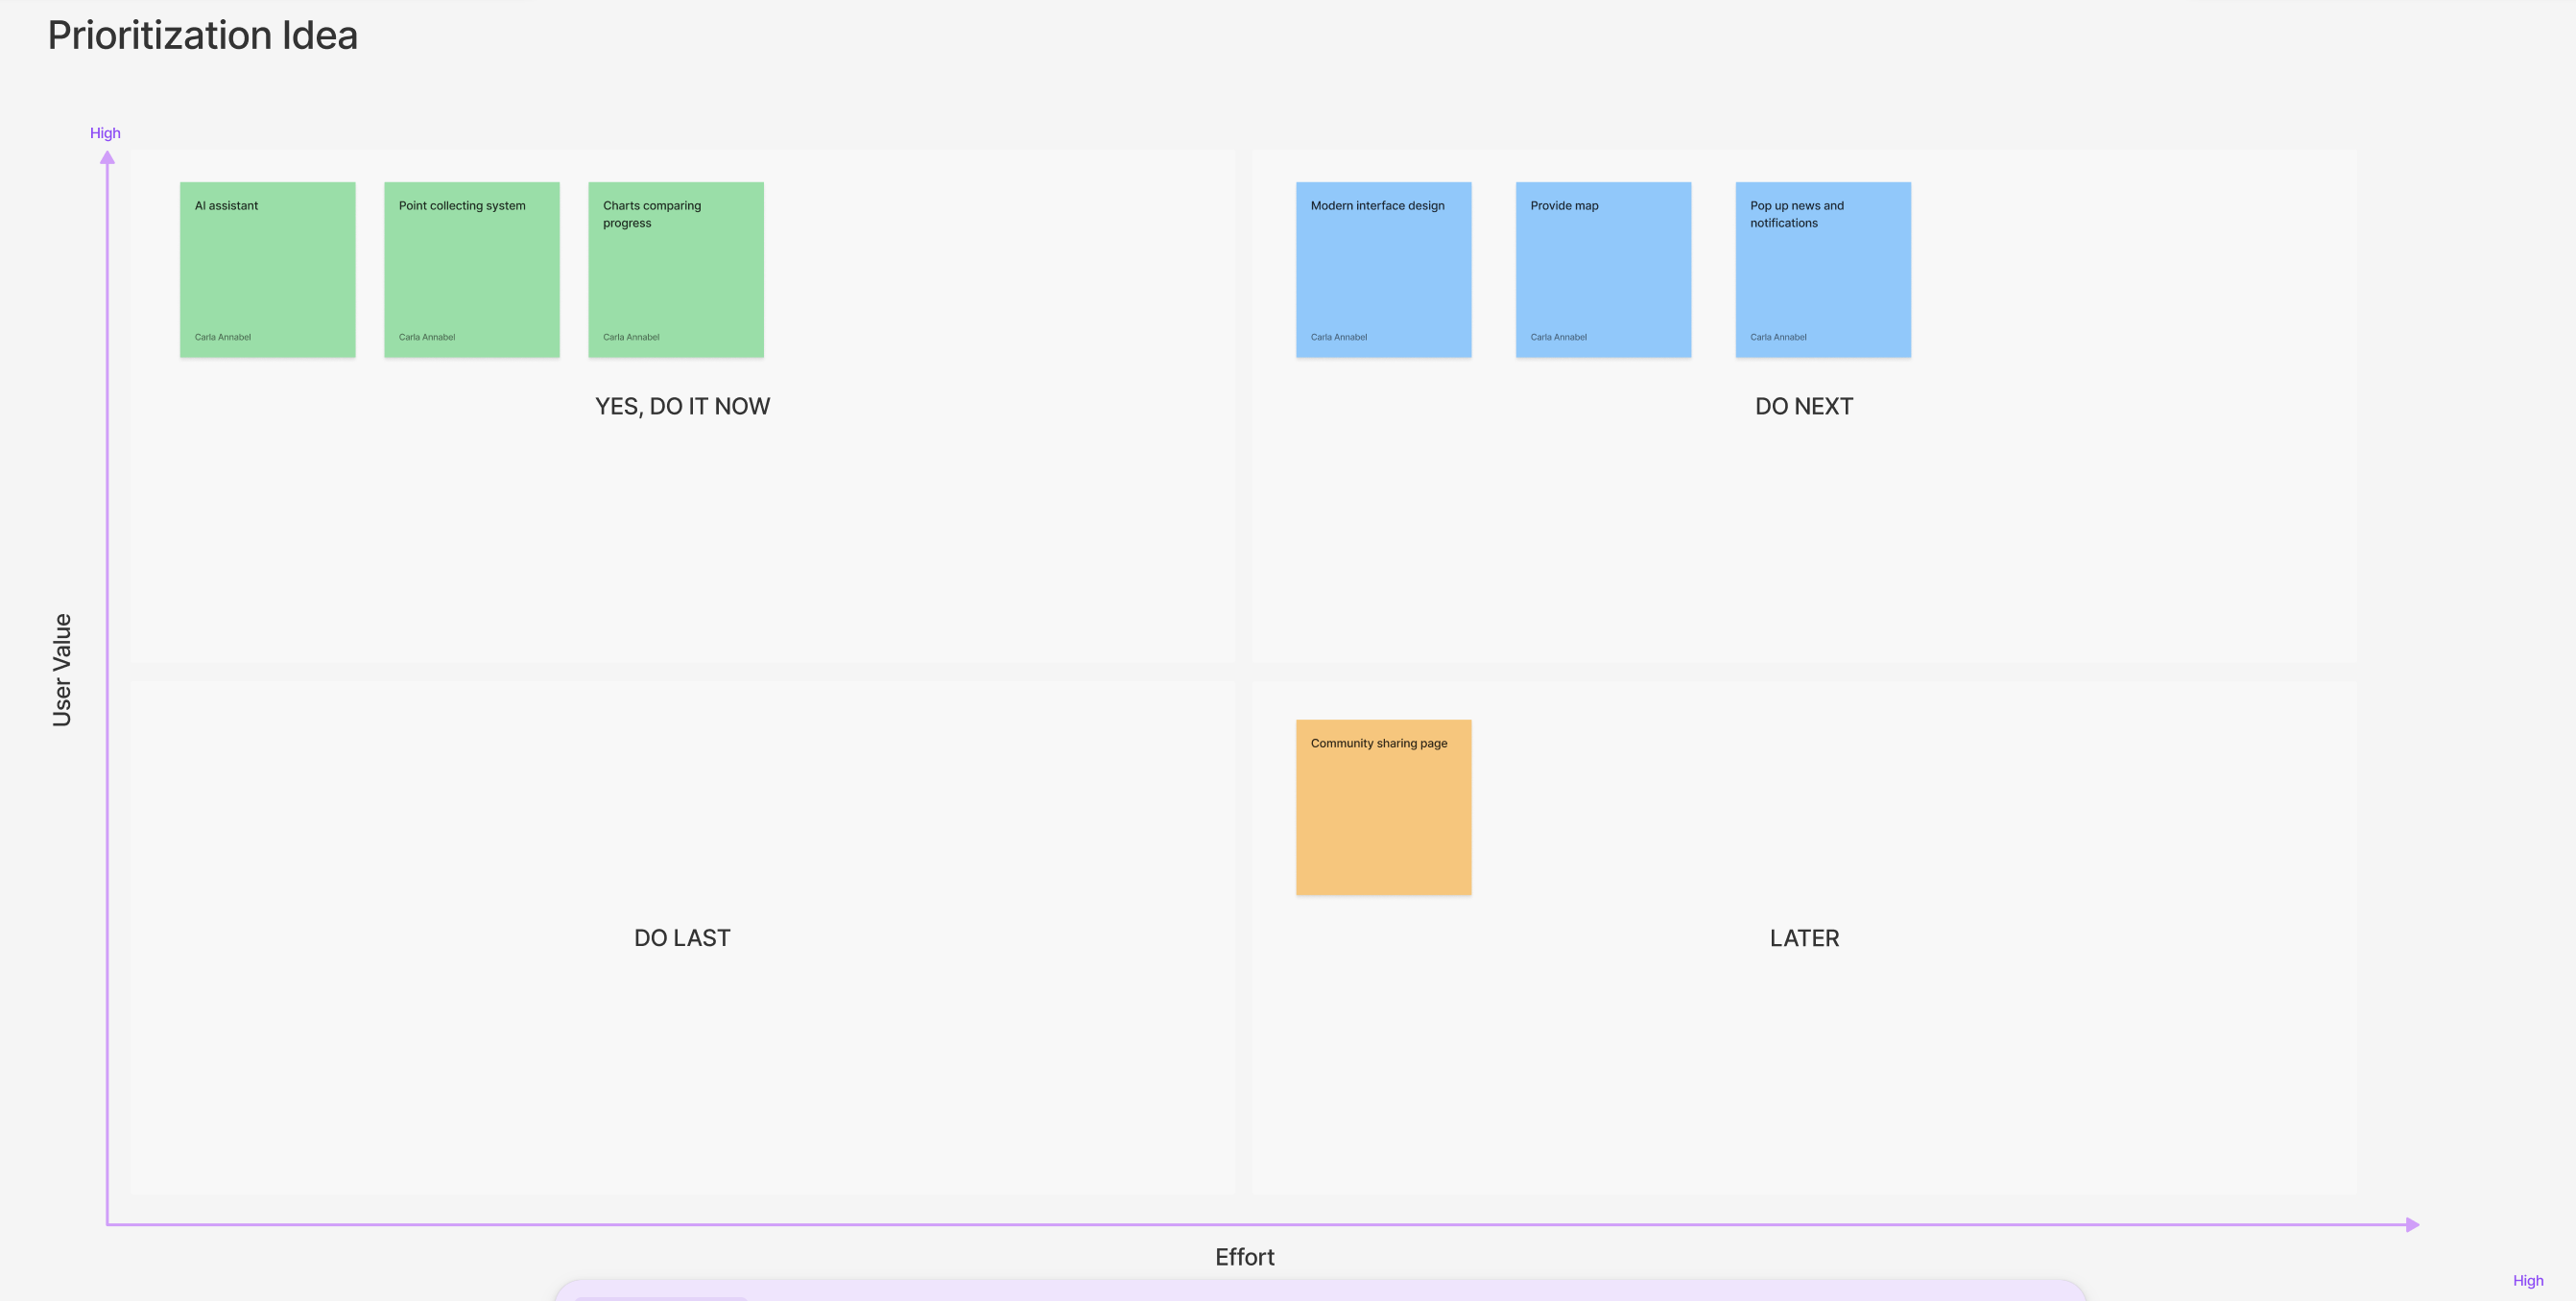 Prioritization Idea
High
AI assistant
Carla Annabel
Point collecting system
Carla Annabel
Charts comparing
progress
Carla Annabel
YES, DO IT NOW
Modern interface design
Carla Annabel
Provide map
Carla Annabel
Pop up news and
notifications
Carla Annabel
DO NEXT
User Value
DO LAST
Community sharing page
LATER
Effort
High